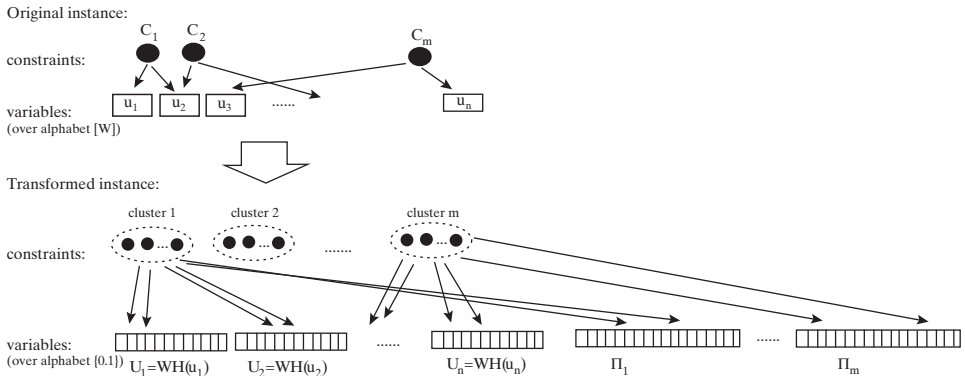 Original instance:
C1 C2 Cm
constraints:
variables: u1 u2 u3 ...... un
(over alphabet [W])
Transformed instance:
cluster 1 cluster 2 cluster m
constraints: ... ... ....... ...
variables: ...... ......
(over alphabet {0.1}) U1=WH(u1) U2=WH(u2) Un=WH(un) Π1 Πm